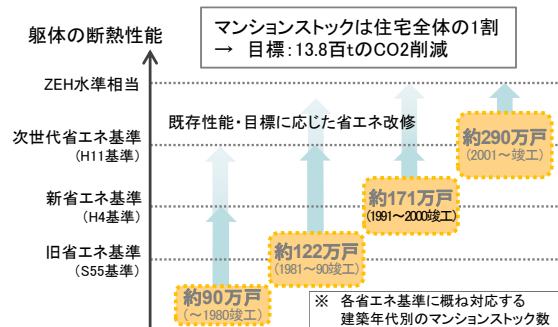 躯体の断熱性能
マンションストックは住宅全体の1割
→ 目標:13.8百tのCO2削減
ZEH水準相当
既存性能・目標に応じた省エネ改修
次世代省エネ基準
(H11基準)
約290万戸
(2001～竣工)
新省エネ基準
(H4基準)
約171万戸
(1991～2000竣工)
旧省エネ基準
(S55基準)
約122万戸
(1981～90竣工)
約90万戸
(～1980竣工)
※ 各省エネ基準に概ね対応する
建築年代別のマンションストック数